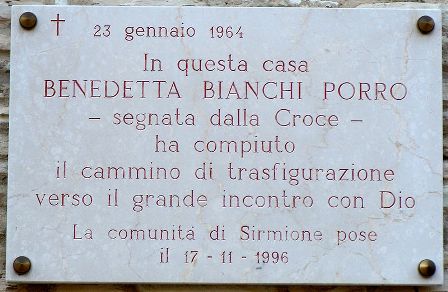 † 23 gennaio 1964
In questa casa
BENEDETTA BIANCHI PORRO
– segnata dalla Croce –
ha compiuto
il cammino di trasfigurazione
verso il grande incontro con Dio
La comunità di Sirmione pose
il 17 - 11 - 1996